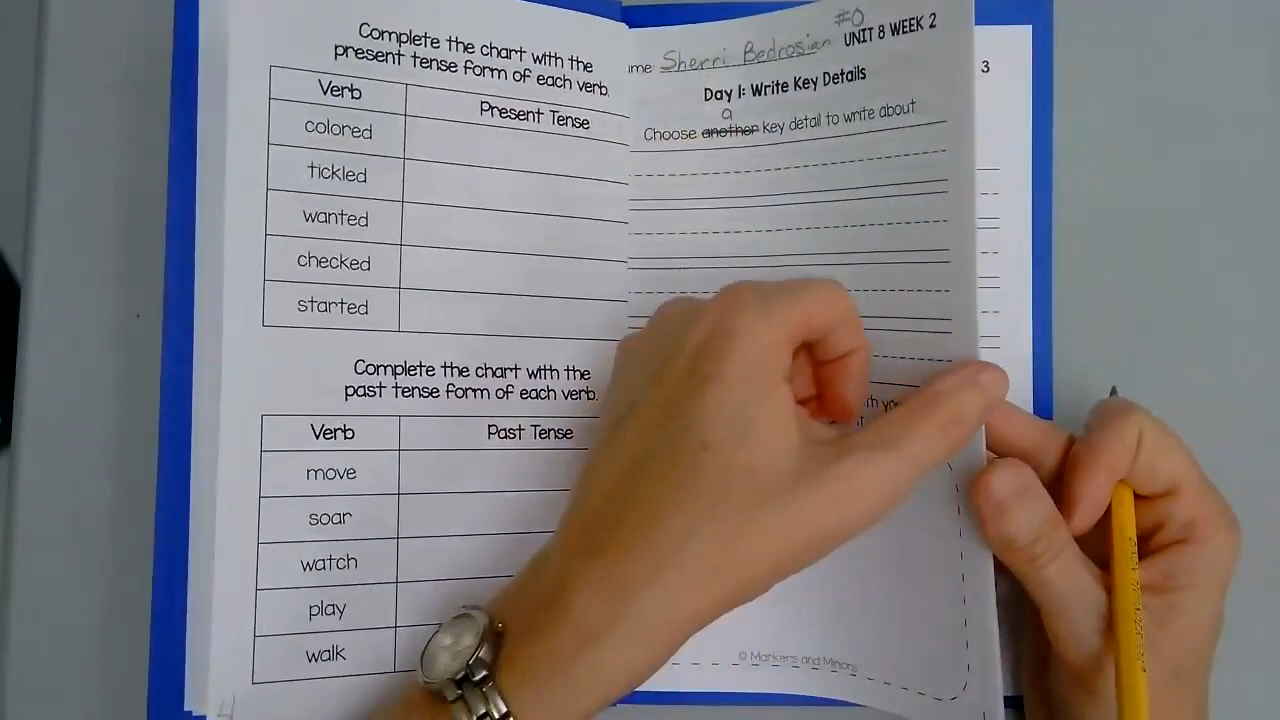 Complete the chart with the
present tense form of each verb.
Verb Present Tense
colored
tickled
wanted
checked
started
Complete the chart with the
past tense form of each verb.
Verb Past Tense
move
soar
watch
play
walk
#0
UNIT 8 WEEK 2
Sherri Bedrosian
Day 1: Write Key Details
a
Choose another key detail to write about
© Markers and Minions
3